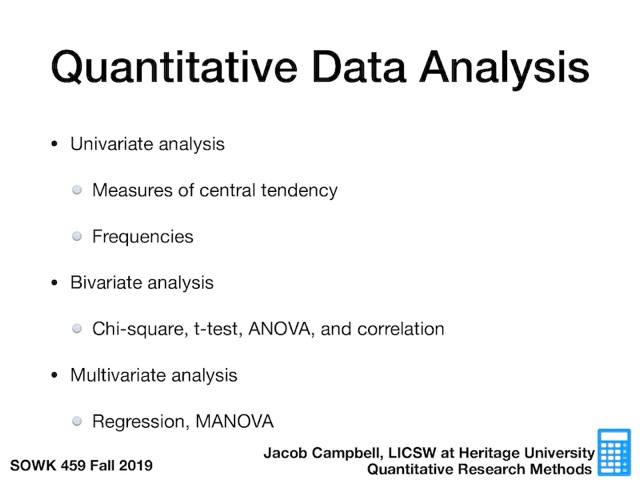 Quantitative Data Analysis
• Univariate analysis
Measures of central tendency
Frequencies
• Bivariate analysis
Chi-square, t-test, ANOVA, and correlation
• Multivariate analysis
Regression, MANOVA
SOWK 459 Fall 2019
Jacob Campbell, LICSW at Heritage University
Quantitative Research Methods